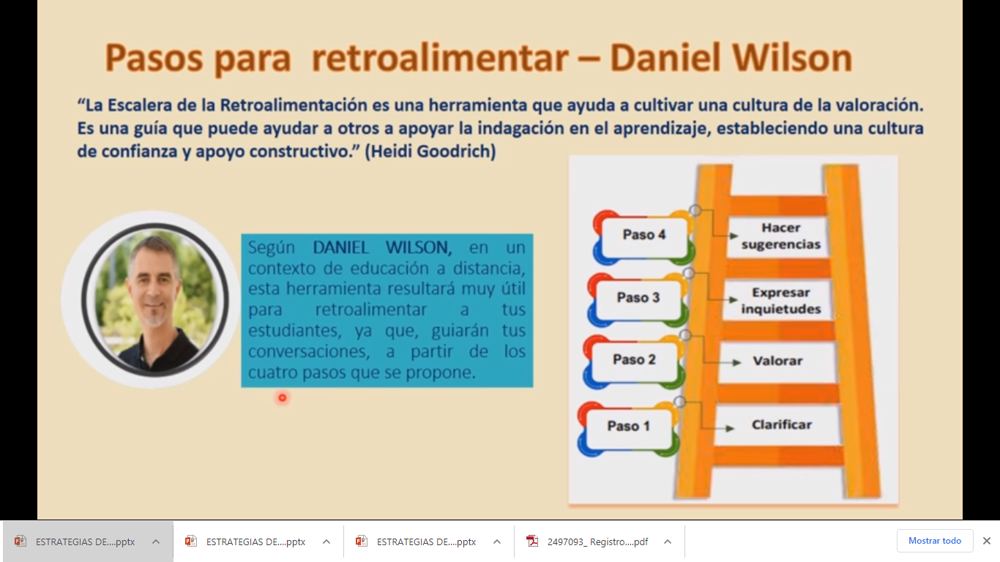 Pasos para retroalimentar – Daniel Wilson
“La Escalera de la Retroalimentación es una herramienta que ayuda a cultivar una cultura de la valoración.
Es una guía que puede ayudar a otros a apoyar la indagación en el aprendizaje, estableciendo una cultura
de confianza y apoyo constructivo.” (Heidi Goodrich)
Según DANIEL WILSON, en un
contexto de educación a distancia,
esta herramienta resultará muy útil
para retroalimentar a tus
estudiantes, ya que, guiarán tus
conversaciones, a partir de los
cuatro pasos que se propone.
Paso 4
Hacer
sugerencias
Paso 3
Expresar
inquietudes
Paso 2
Valorar
Paso 1
Clarificar
ESTRATEGIAS DE....pptx
ESTRATEGIAS DE....pptx
ESTRATEGIAS DE....pptx
2497093_ Registro....pdf
Mostrar todo